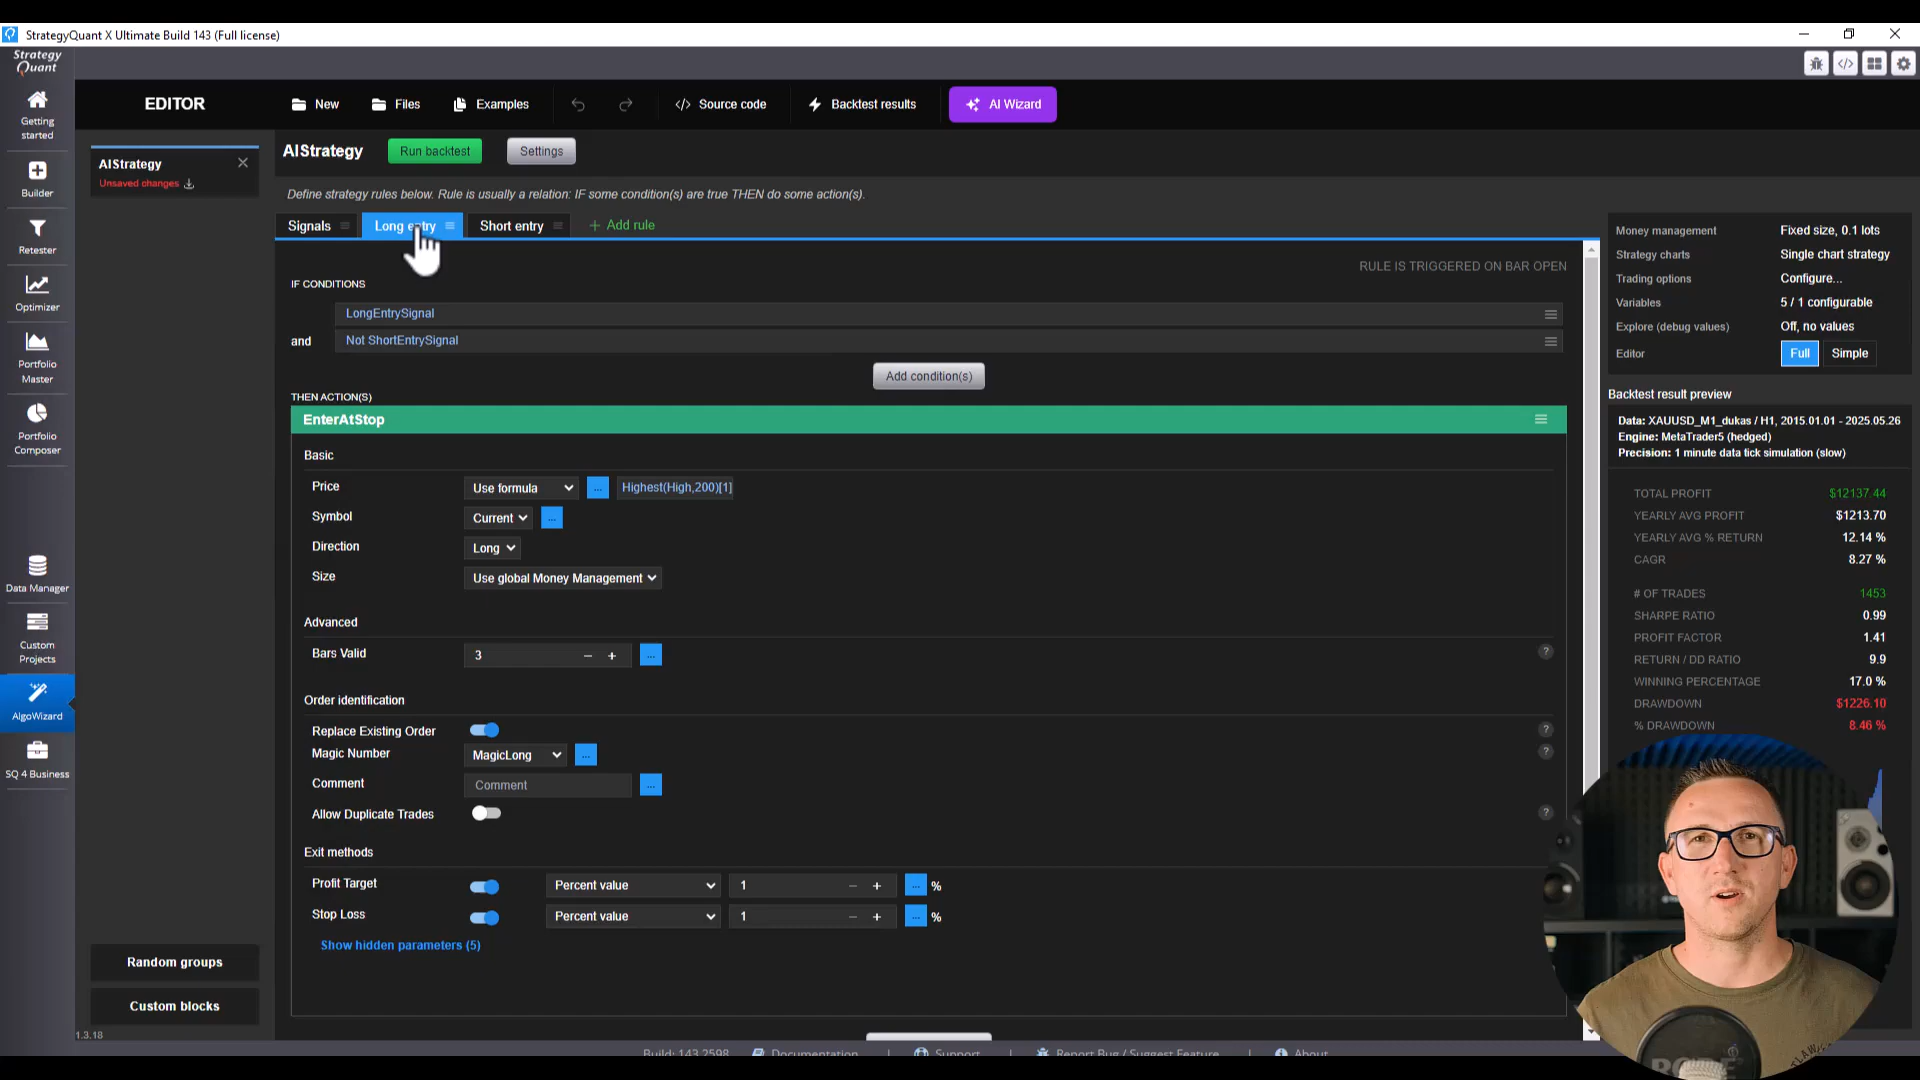 StrategyQuant X Ultimate Build 143 (Full license)
Strategy
Quant
EDITOR
New
Files
Examples
Source code
Backtest results
AI Wizard
Getting
started
Builder
Retester
Optimizer
Portfolio
Master
Portfolio
Composer
Data Manager
Custom
Projects
AlgoWizard
SQ 4 Business
AIStrategy
Unsaved changes
Random groups
Custom blocks
1.3.18
AIStrategy
Run backtest
Settings
Define strategy rules below. Rule is usually a relation: IF some condition(s) are true THEN do some action(s).
Signals
Long entry
Short entry
+ Add rule
RULE IS TRIGGERED ON BAR OPEN
IF CONDITIONS
LongEntrySignal
and
Not ShortEntrySignal
Add condition(s)
THEN ACTION(S)
EnterAtStop
Basic
Price
Use formula
...
Highest(High,200)[1]
Symbol
Current
...
Direction
Long
Size
Use global Money Management
Advanced
Bars Valid
3
− +
...
?
Order identification
Replace Existing Order
?
Magic Number
MagicLong
...
?
Comment
Comment
...
Allow Duplicate Trades
?
Exit methods
Profit Target
Percent value
1
− +
...
%
Stop Loss
Percent value
1
− +
...
%
Show hidden parameters (5)
Money management
Fixed size, 0.1 lots
Strategy charts
Single chart strategy
Trading options
Configure...
Variables
5 / 1 configurable
Explore (debug values)
Off, no values
Editor
Full
Simple
Backtest result preview
Data: XAUUSD_M1_dukas / H1, 2015.01.01 - 2025.05.26
Engine: MetaTrader5 (hedged)
Precision: 1 minute data tick simulation (slow)
TOTAL PROFIT
$12137.44
YEARLY AVG PROFIT
$1213.70
YEARLY AVG % RETURN
12.14 %
CAGR
8.27 %
# OF TRADES
1453
SHARPE RATIO
0.99
PROFIT FACTOR
1.41
RETURN / DD RATIO
9.9
WINNING PERCENTAGE
17.0 %
DRAWDOWN
$1226.10
% DRAWDOWN
8.46 %
Build: 143.2598
Documentation
Support
Report Bug / Suggest Feature
About